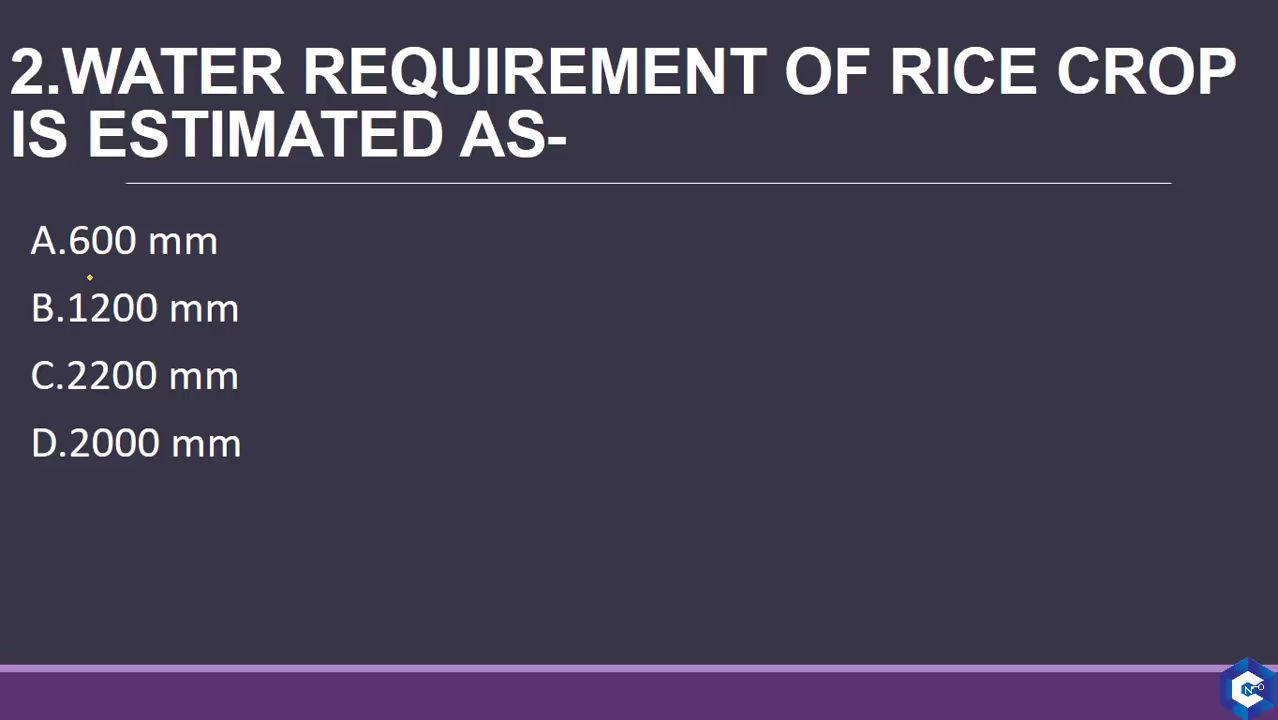 2.WATER REQUIREMENT OF RICE CROP
IS ESTIMATED AS-
A.600 mm
B.1200 mm
C.2200 mm
D.2000 mm